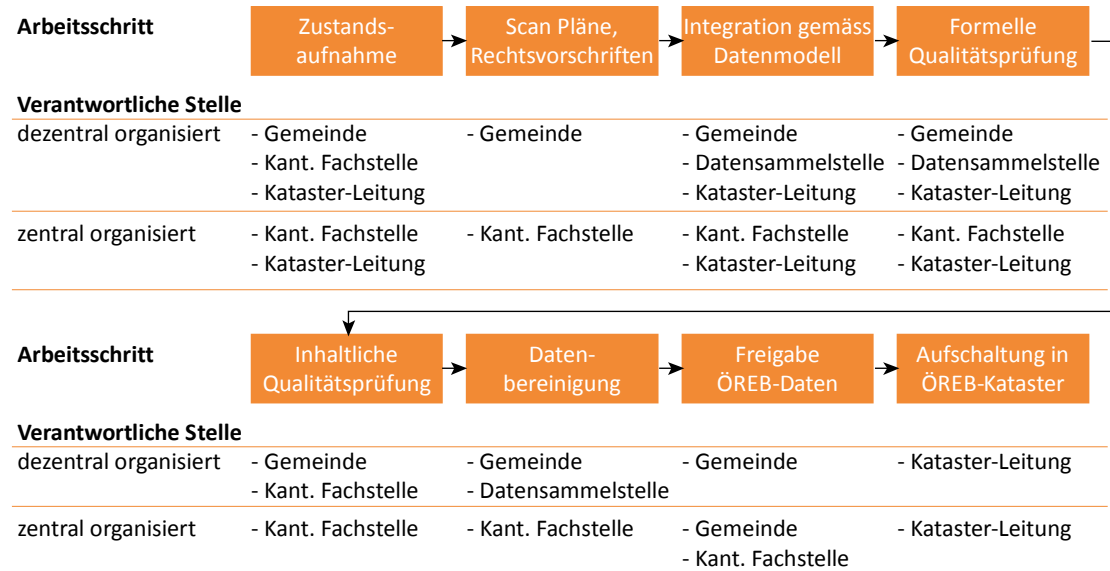 Arbeitsschritt
Zustands-
aufnahme
Scan Pläne,
Rechtsvorschriften
Integration gemäss
Datenmodell
Formelle
Qualitätsprüfung
Verantwortliche Stelle
dezentral organisiert
- Gemeinde
- Kant. Fachstelle
- Kataster-Leitung
- Gemeinde
- Gemeinde
- Datensammelstelle
- Kataster-Leitung
- Gemeinde
- Datensammelstelle
- Kataster-Leitung
zentral organisiert
- Kant. Fachstelle
- Kataster-Leitung
- Kant. Fachstelle
- Kant. Fachstelle
- Kataster-Leitung
- Kant. Fachstelle
- Kataster-Leitung
Arbeitsschritt
Inhaltliche
Qualitätsprüfung
Daten-
bereinigung
Freigabe
ÖREB-Daten
Aufschaltung in
ÖREB-Kataster
Verantwortliche Stelle
dezentral organisiert
- Gemeinde
- Kant. Fachstelle
- Gemeinde
- Datensammelstelle
- Gemeinde
- Kataster-Leitung
zentral organisiert
- Kant. Fachstelle
- Kant. Fachstelle
- Gemeinde
- Kant. Fachstelle
- Kataster-Leitung